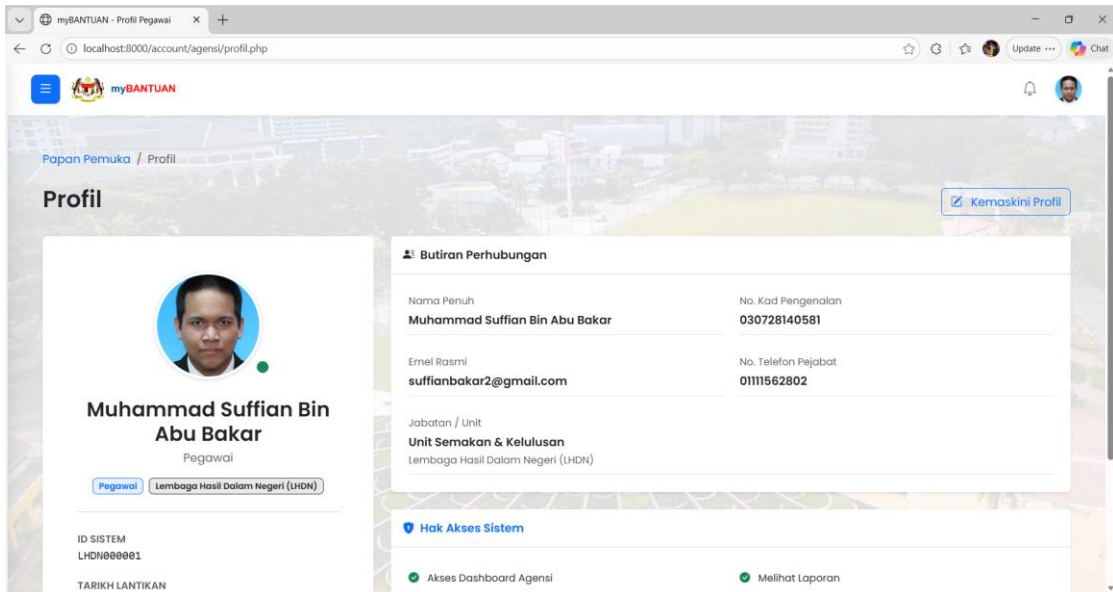 myBANTUAN - Profil Pegawai
localhost:8000/account/agensi/profil.php
Update
Chat
myBANTUAN
Papan Pemuka / Profil
Profil
Kemaskini Profil
Muhammad Suffian Bin
Abu Bakar
Pegawai
Pegawai
Lembaga Hasil Dalam Negeri (LHDN)
ID SISTEM
LHDN000001
TARIKH LANTIKAN
Butiran Perhubungan
Nama Penuh
Muhammad Suffian Bin Abu Bakar
No. Kad Pengenalan
030728140581
Emel Rasmi
suffianbakar2@gmail.com
No. Telefon Pejabat
01111562802
Jabatan / Unit
Unit Semakan & Kelulusan
Lembaga Hasil Dalam Negeri (LHDN)
Hak Akses Sistem
Akses Dashboard Agensi
Melihat Laporan